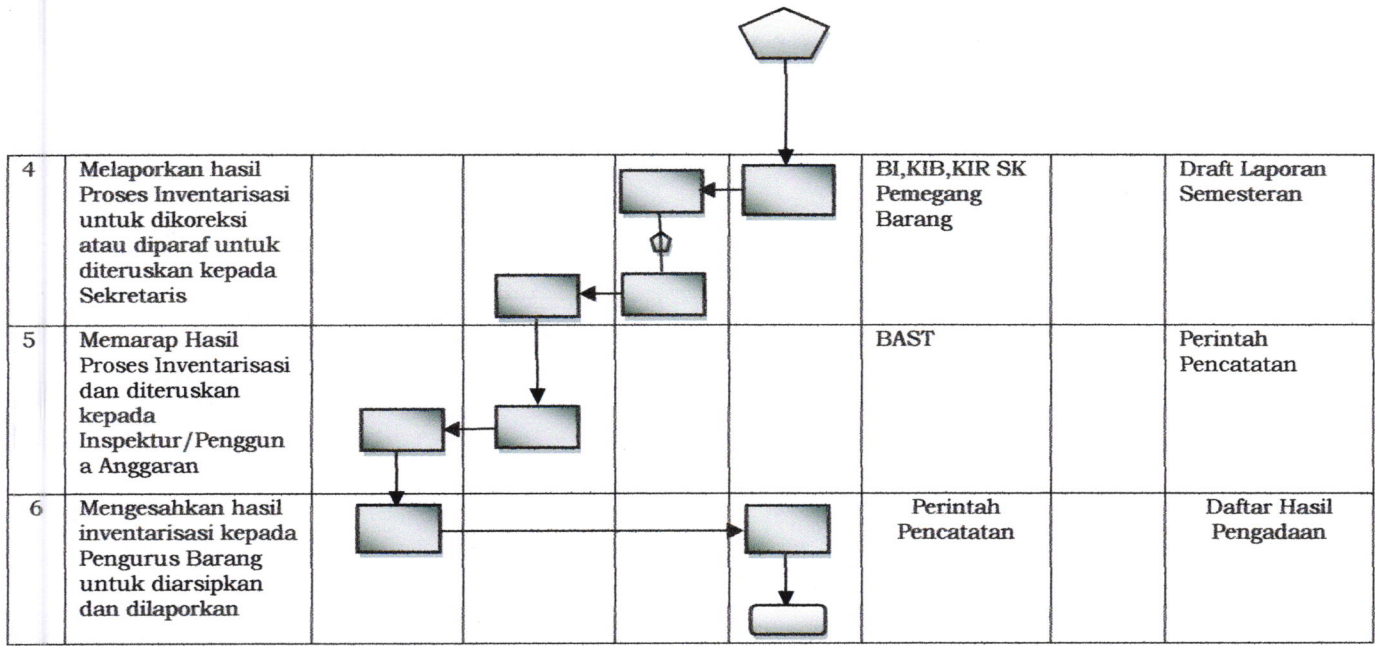 4
Melaporkan hasil
Proses Inventarisasi
untuk dikoreksi
atau diparaf untuk
diteruskan kepada
Sekretaris
BI,KIB,KIR SK
Pemegang
Barang
Draft Laporan
Semesteran
5
Memarap Hasil
Proses Inventarisasi
dan diteruskan
kepada
Inspektur/Penggun
a Anggaran
BAST
Perintah
Pencatatan
6
Mengesahkan hasil
inventarisasi kepada
Pengurus Barang
untuk diarsipkan
dan dilaporkan
Perintah
Pencatatan
Daftar Hasil
Pengadaan